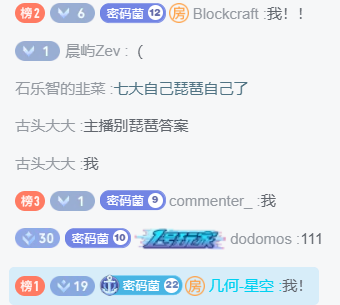 榜2 6 密码菌 12 房 Blockcraft :我！！
1 晨屿Zev :（
石乐智的韭菜 :七大自己琵琶自己了
古头大大 :主播别琵琶答案
古头大大 :我
榜3 1 密码菌 9 commenter_ :我
30 密码菌 10 1号玩家 dodomos :111
榜1 19 密码菌 22 房 几何-星空 :我！